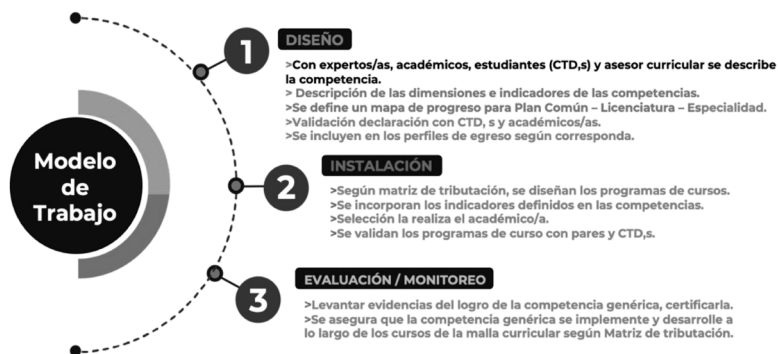 Modelo
de
Trabajo
1
DISEÑO
>Con expertos/as, académicos, estudiantes (CTD,s) y asesor curricular se describe
la competencia.
> Descripción de las dimensiones e indicadores de las competencias.
>Se define un mapa de progreso para Plan Común – Licenciatura – Especialidad.
>Validación declaración con CTD, s y académicos/as.
>Se incluyen en los perfiles de egreso según corresponda.
2
INSTALACIÓN
>Según matriz de tributación, se diseñan los programas de cursos.
>Se incorporan los indicadores definidos en las competencias.
>Selección la realiza el académico/a.
>Se validan los programas de curso con pares y CTD,s.
3
EVALUACIÓN / MONITOREO
>Levantar evidencias del logro de la competencia genérica, certificarla.
>Se asegura que la competencia genérica se implemente y desarrolle a
lo largo de los cursos de la malla curricular según Matriz de tributación.